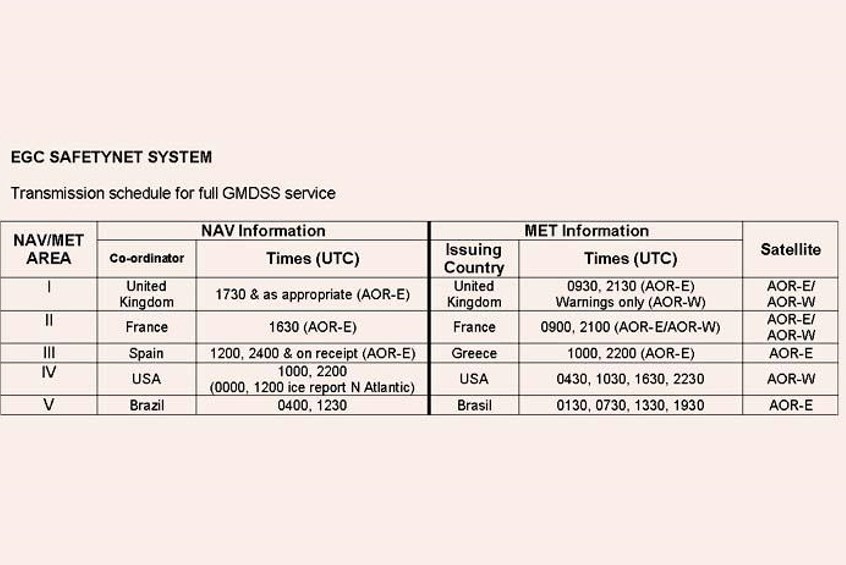 EGC SAFETYNET SYSTEM
Transmission schedule for full GMDSS service
NAV/MET AREA NAV Information MET Information Satellite
Co-ordinator Times (UTC) Issuing Country Times (UTC)
I United Kingdom 1730 & as appropriate (AOR-E) United Kingdom 0930, 2130 (AOR-E) Warnings only (AOR-W) AOR-E/ AOR-W
II France 1630 (AOR-E) France 0900, 2100 (AOR-E/AOR-W) AOR-E/ AOR-W
III Spain 1200, 2400 & on receipt (AOR-E) Greece 1000, 2200 (AOR-E) AOR-E
IV USA 1000, 2200 (0000, 1200 ice report N Atlantic) USA 0430, 1030, 1630, 2230 AOR-W
V Brazil 0400, 1230 Brasil 0130, 0730, 1330, 1930 AOR-E